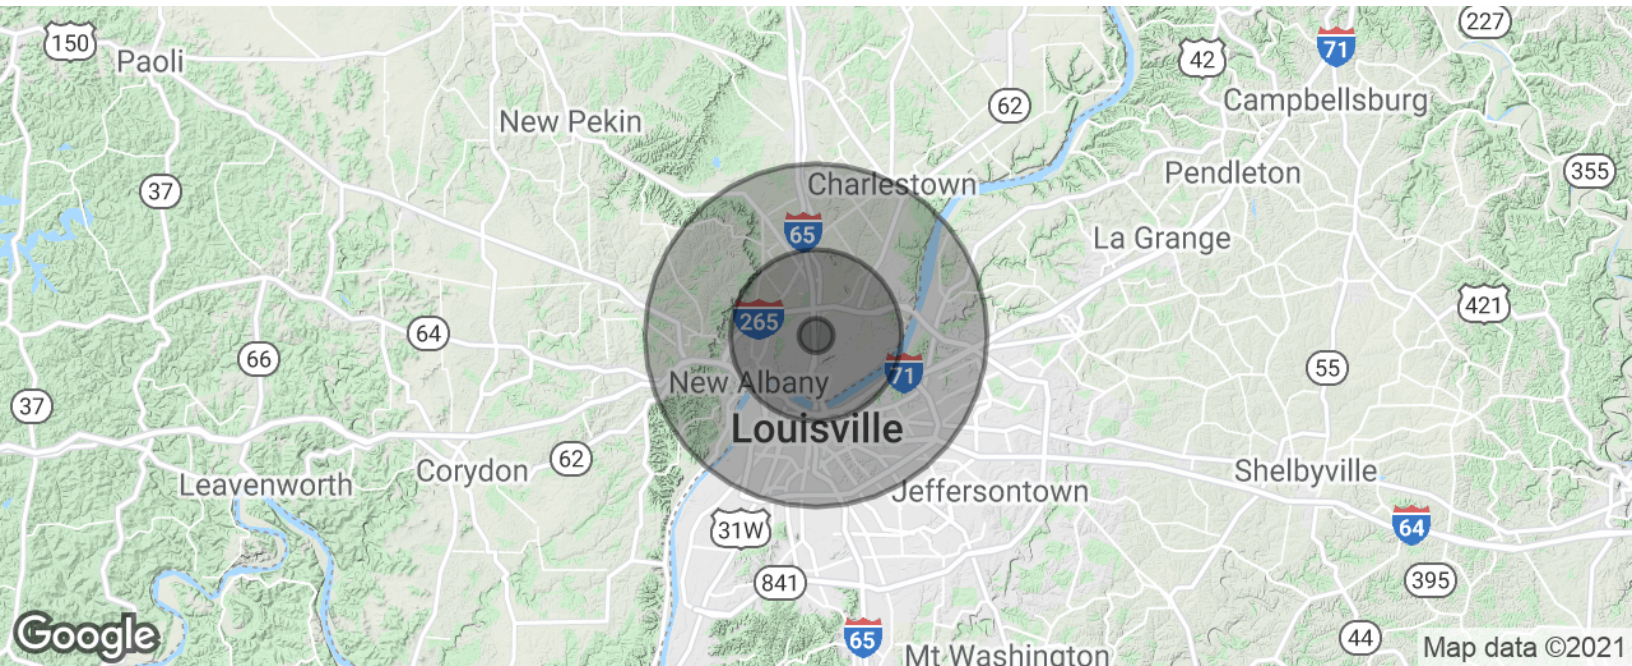 150
Paoli
227
71
42
Campbellsburg
62
New Pekin
Pendleton
355
37
Charlestown
65
La Grange
421
265
64
66
55
71
New Albany
37
Louisville
62
Corydon
Shelbyville
Leavenworth
Jeffersontown
31W
64
841
395
Google
65
44
Map data ©2021
Mt Washington